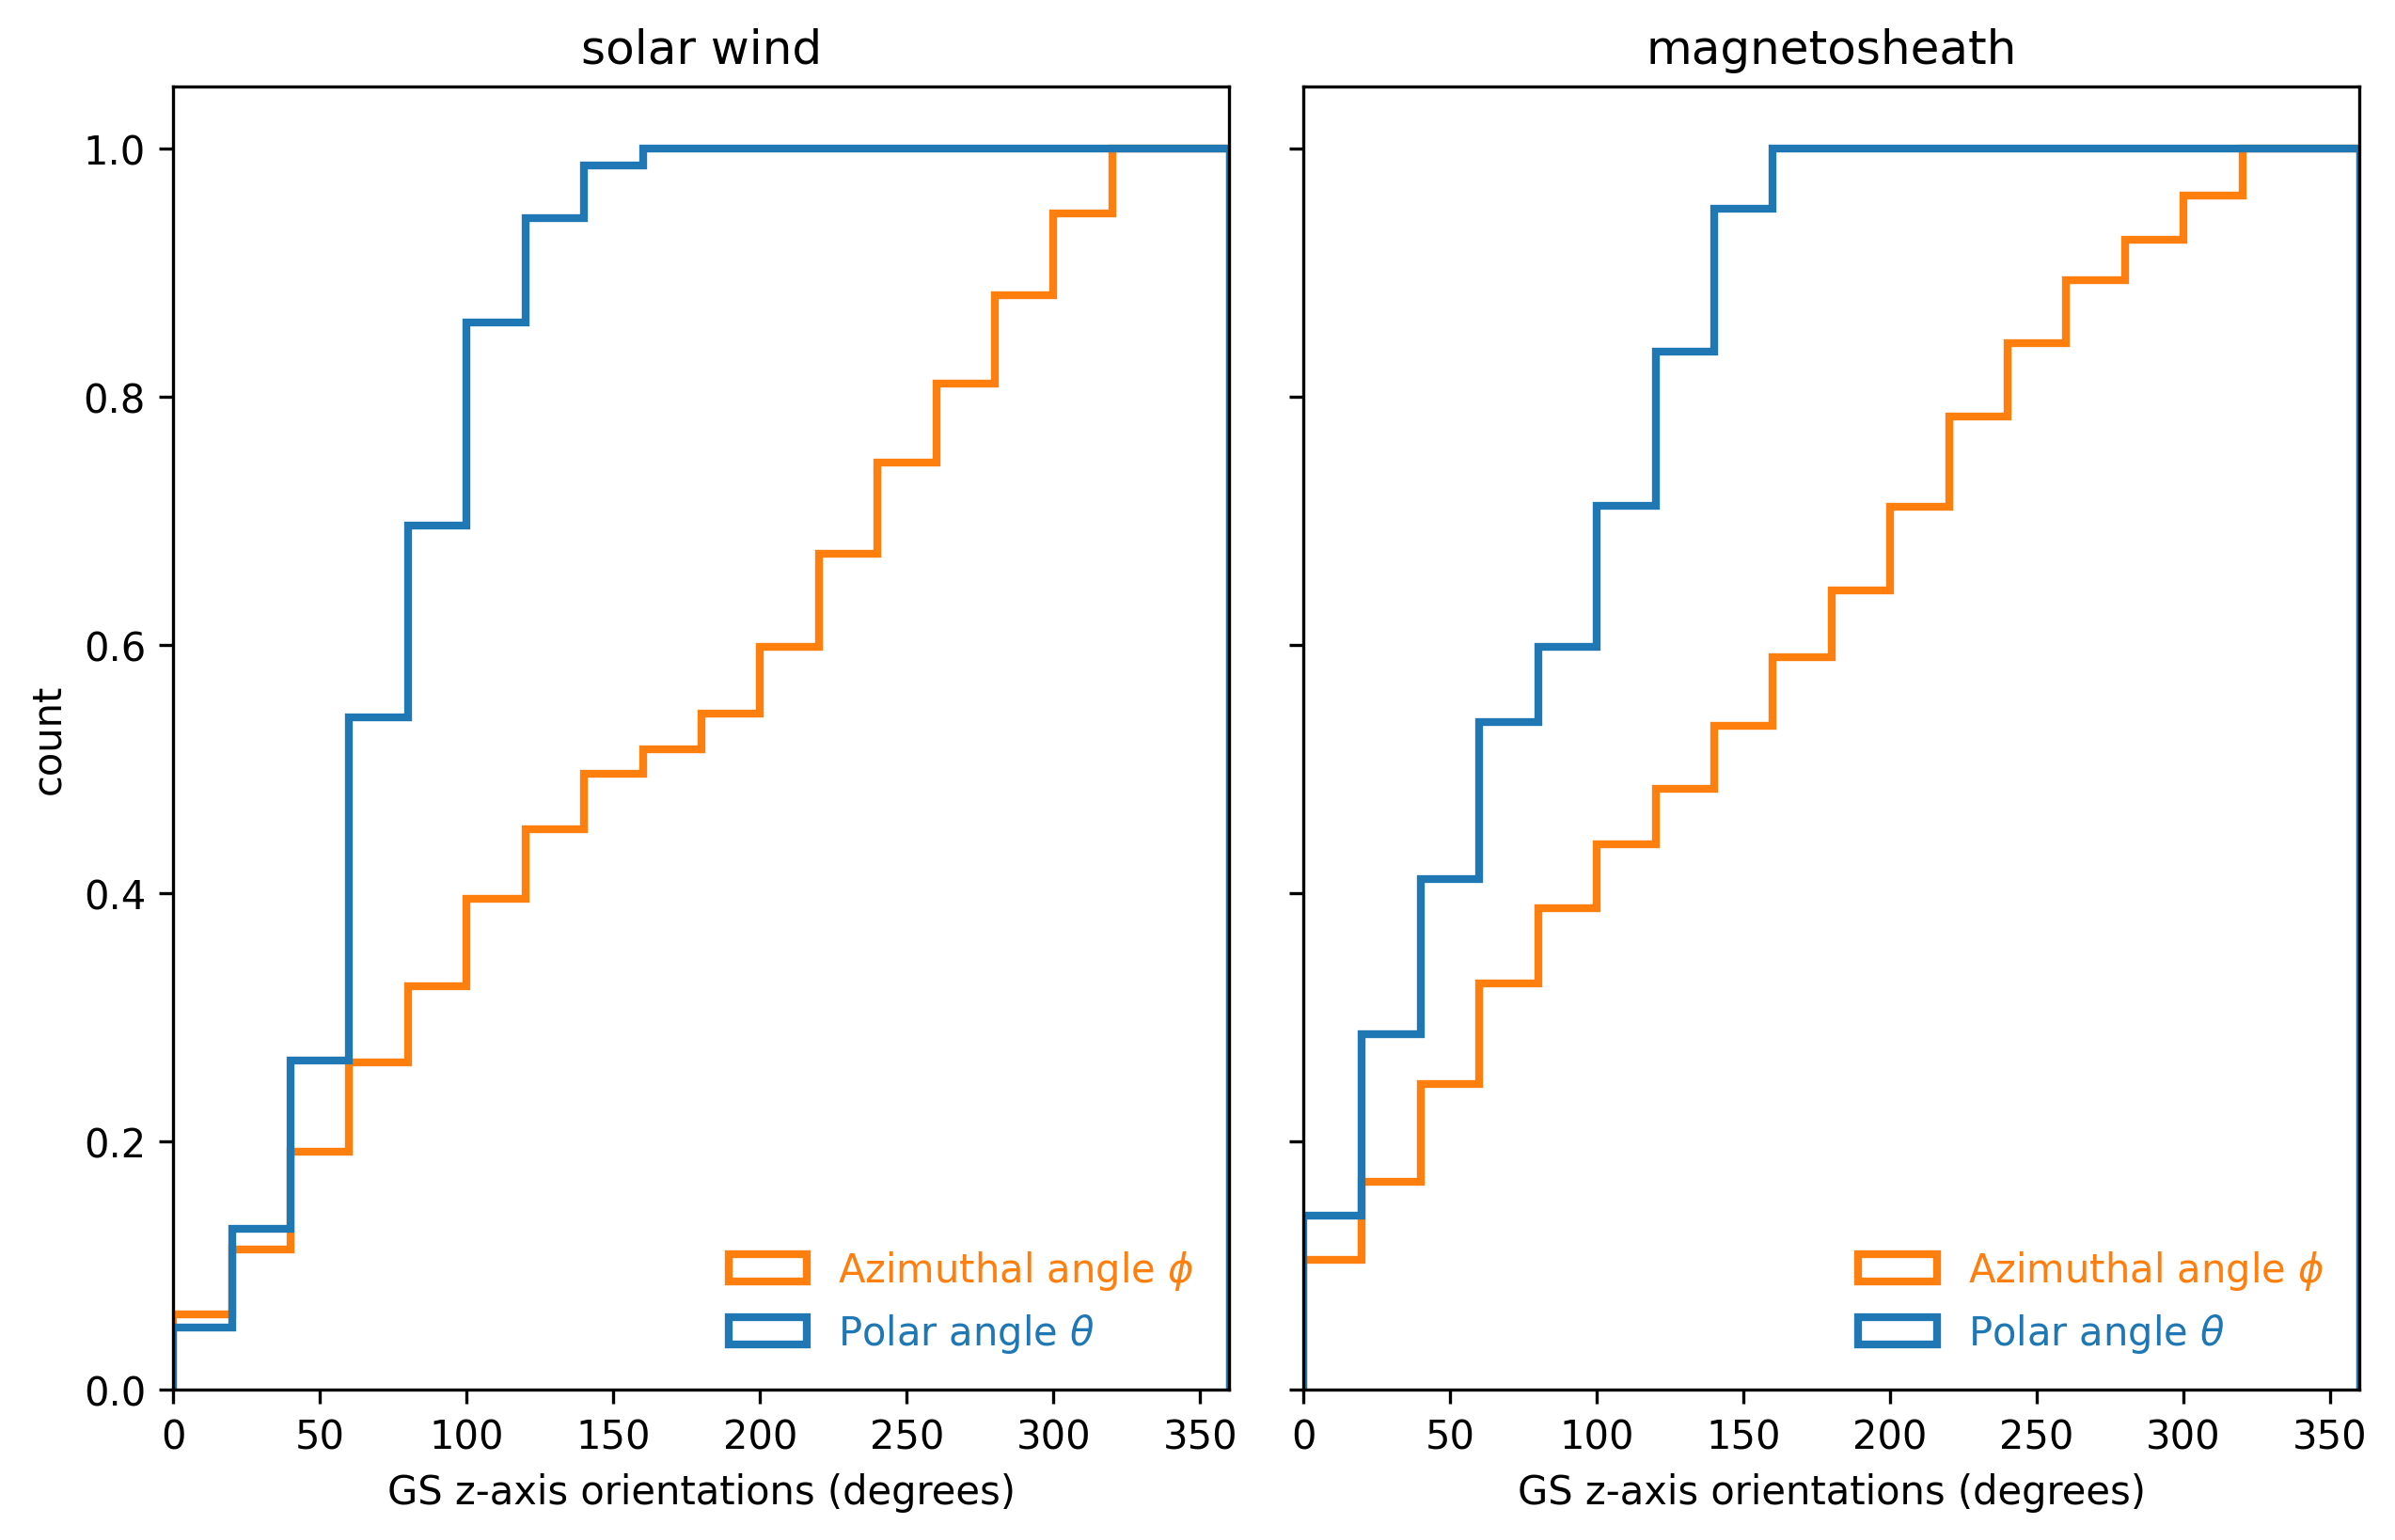 solar wind
magnetosheath
count
1.0
0.8
0.6
0.4
0.2
0.0
Azimuthal angle ϕ
Polar angle θ
Azimuthal angle ϕ
Polar angle θ
0 50 100 150 200 250 300 350
0 50 100 150 200 250 300 350
GS z-axis orientations (degrees)
GS z-axis orientations (degrees)